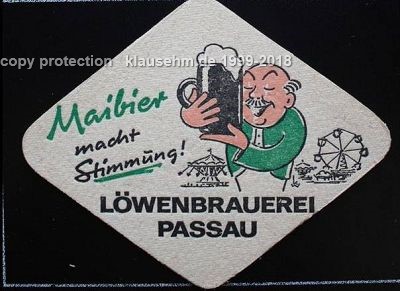 copy protection klausehm.de 1999-2018
Maibier
macht
Stimmung!
LÖWENBRAUEREI
PASSAU